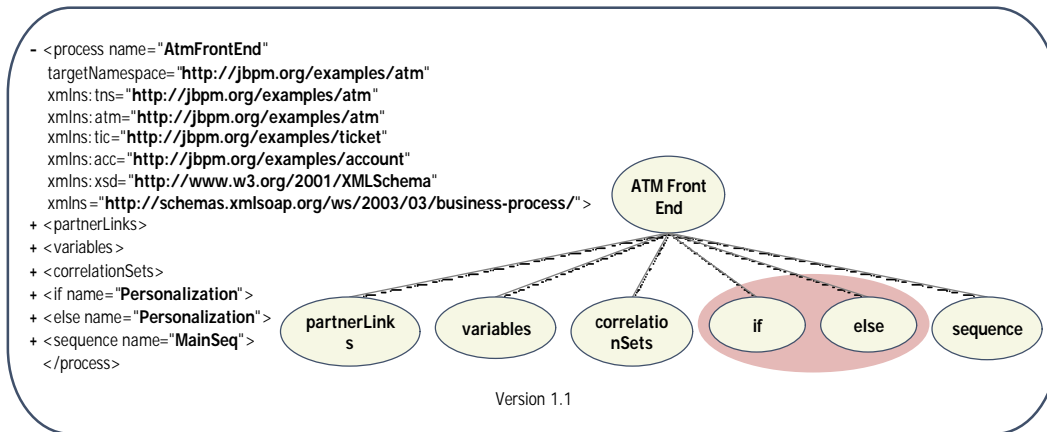 - <process name="AtmFrontEnd"
targetNamespace="http://jbpm.org/examples/atm"
xmlns:tns="http://jbpm.org/examples/atm"
xmlns:atm="http://jbpm.org/examples/atm"
xmlns:tic="http://jbpm.org/examples/ticket"
xmlns:acc="http://jbpm.org/examples/account"
xmlns:xsd="http://www.w3.org/2001/XMLSchema"
xmlns="http://schemas.xmlsoap.org/ws/2003/03/business-process/">
+ <partnerLinks>
+ <variables>
+ <correlationSets>
+ <if name="Personalization">
+ <else name="Personalization">
+ <sequence name="MainSeq">
</process>
ATM Front
End
partnerLink
s
variables
correlatio
nSets
if
else
sequence
Version 1.1